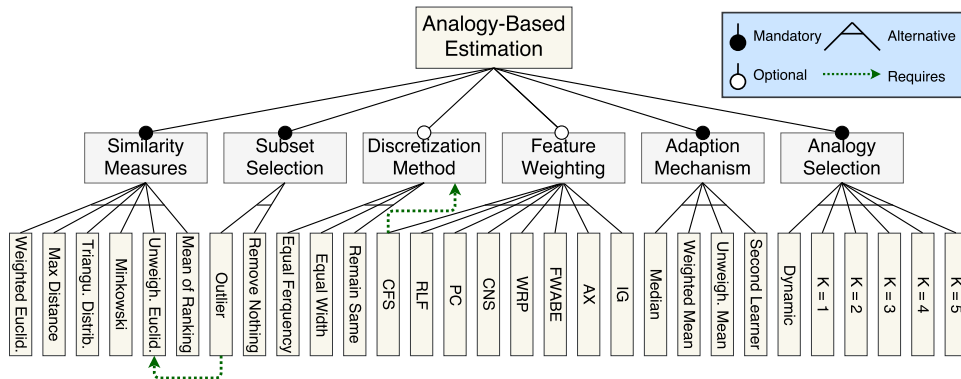 Analogy-Based
Estimation
Mandatory
Alternative
Optional
Requires
Similarity
Measures
Subset
Selection
Discretization
Method
Feature
Weighting
Adaption
Mechanism
Analogy
Selection
Weighted Euclid.
Max Distance
Triangu. Distrib.
Minkowski
Unweigh. Euclid.
Mean of Ranking
Outlier
Remove Nothing
Equal Ferquency
Equal Width
Remain Same
CFS
RLF
PC
CNS
WRP
FWABE
AX
IG
Median
Weighted Mean
Unweigh. Mean
Second Learner
Dynamic
K = 1
K = 2
K = 3
K = 4
K = 5